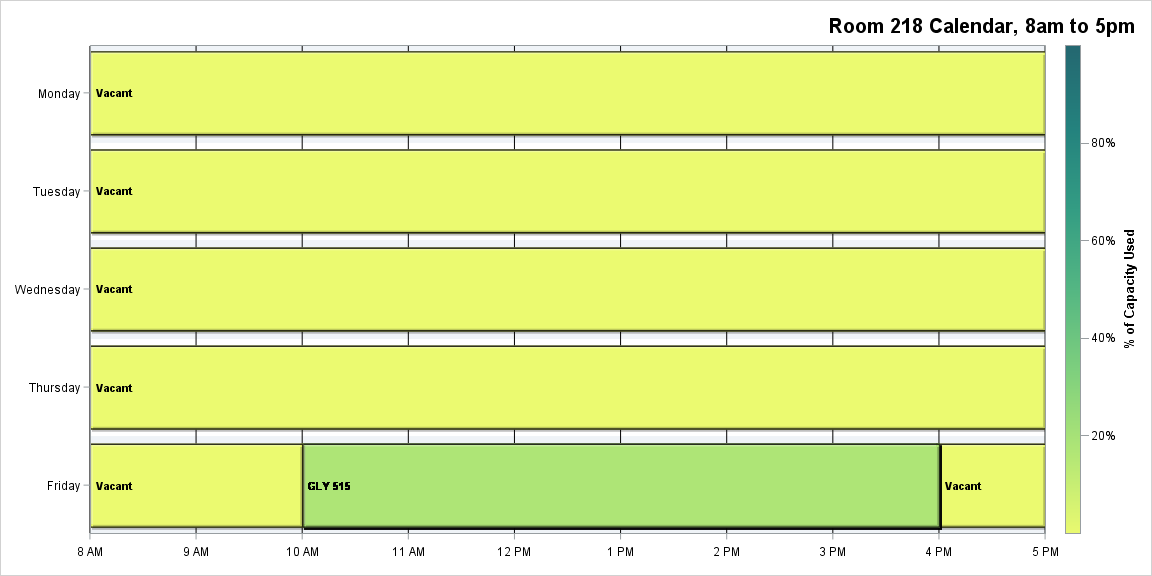 Room 218 Calendar, 8am to 5pm
Monday
Vacant
Tuesday
Vacant
Wednesday
Vacant
Thursday
Vacant
Friday
Vacant
GLY 515
Vacant
8 AM
9 AM
10 AM
11 AM
12 PM
1 PM
2 PM
3 PM
4 PM
5 PM
80%
60%
40%
20%
% of Capacity Used